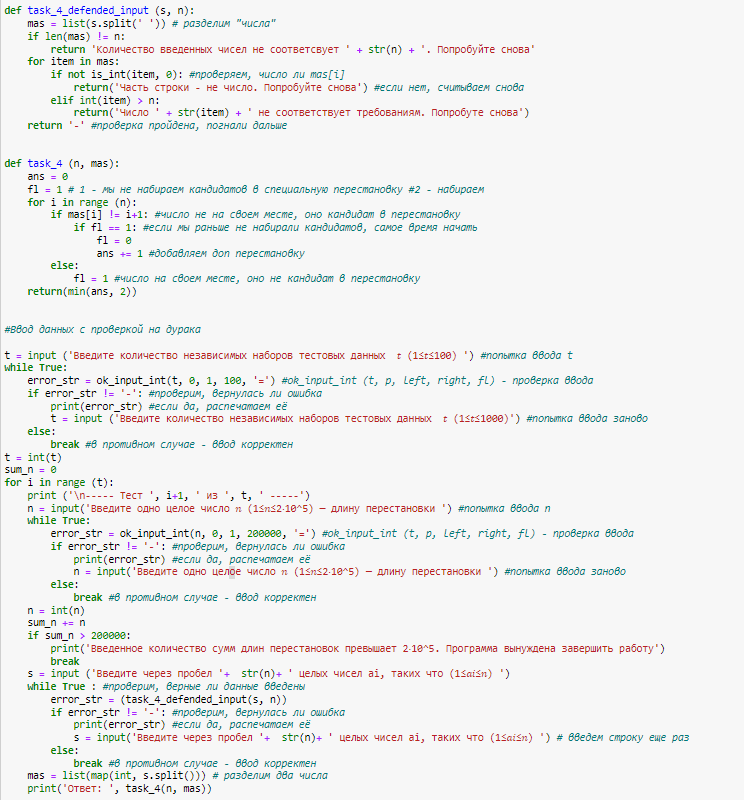 def task_4_defended_input (s, n):
    mas = list(s.split(' ')) # разделим "числа"
    if len(mas) != n:
        return 'Количество введенных чисел не соответсвует ' + str(n) + '. Попробуйте снова'
    for item in mas:
        if not is_int(item, 0): #проверяем, число ли mas[i]
            return('Часть строки - не число. Попробуйте снова') #если нет, считываем снова
        elif int(item) > n:
            return('Число ' + str(item) + ' не соответствует требованиям. Попробуте снова')
    return '-' #проверка пройдена, погнали дальше
def task_4 (n, mas):
    ans = 0
    fl = 1 # 1 - мы не набираем кандидатов в специальную перестановку #2 - набираем
    for i in range (n):
        if mas[i] != i+1: #число не на своем месте, оно кандидат в перестановку
            if fl == 1: #если мы раньше не набирали кандидатов, самое время начать
                fl = 0
                ans += 1 #добавляем доп перестановку
        else:
            fl = 1 #число на своем месте, оно не кандидат в перестановку
    return(min(ans, 2))
#Ввод данных с проверкой на дурака
t = input ('Введите количество независимых наборов тестовых данных  t (1≤t≤100) ') #попытка ввода t
while True:
    error_str = ok_input_int(t, 0, 1, 100, '=') #ok_input_int (t, p, left, right, fl) - проверка ввода
    if error_str != '-': #проверим, вернулась ли ошибка
        print(error_str) #если да, распечатаем её
        t = input ('Введите количество независимых наборов тестовых данных  t (1≤t≤1000)') #попытка ввода заново
    else:
        break #в противном случае - ввод корректен
t = int(t)
sum_n = 0
for i in range (t):
    print ('\n----- Тест ', i+1, ' из ', t, ' -----')
    n = input('Введите одно целое число n (1≤n≤2⋅10^5) — длину перестановки ') #попытка ввода n
    while True:
        error_str = ok_input_int(n, 0, 1, 200000, '=') #ok_input_int (t, p, left, right, fl) - проверка ввода
        if error_str != '-': #проверим, вернулась ли ошибка
            print(error_str) #если да, распечатаем её
            n = input('Введите одно целое число n (1≤n≤2⋅10^5) — длину перестановки ') #попытка ввода заново
        else:
            break #в противном случае - ввод корректен
    n = int(n)
    sum_n += n
    if sum_n > 200000:
        print('Введенное количество сумм длин перестановок превышает 2⋅10^5. Программа вынуждена завершить работу')
        break
    s = input ('Введите через пробел '+  str(n)+ ' целых чисел ai, таких что (1≤ai≤n) ')
    while True : #проверим, верные ли данные введены
        error_str = (task_4_defended_input(s, n))
        if error_str != '-': #проверим, вернулась ли ошибка
            print(error_str) #если да, распечатаем её
            s = input('Введите через пробел '+  str(n)+ ' целых чисел ai, таких что (1≤ai≤n) ') # введем строку еще раз
        else:
            break #в противном случае - ввод корректен
    mas = list(map(int, s.split())) # разделим два числа
    print('Ответ: ', task_4(n, mas))